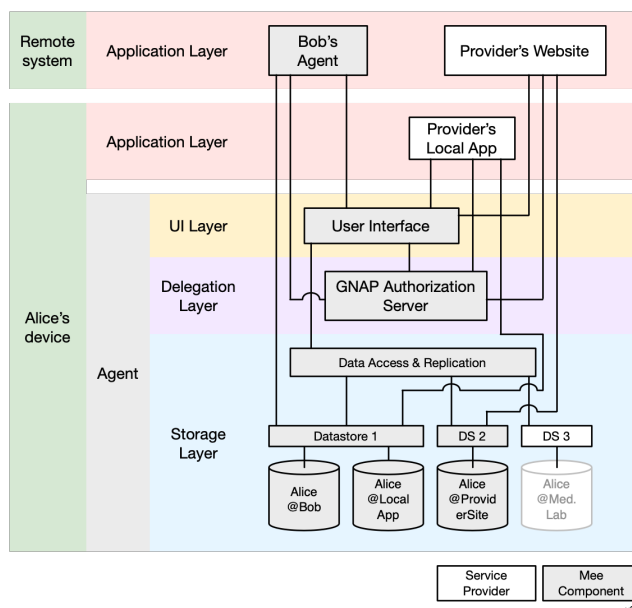 Remote
system
Application Layer
Bob's
Agent
Provider's Website
Application Layer
Provider's
Local App
UI Layer
User Interface
Delegation
Layer
GNAP Authorization
Server
Alice's
device
Agent
Data Access & Replication
Storage
Layer
Datastore 1
DS 2
DS 3
Alice
@Bob
Alice
@Local
App
Alice
@Provid
erSite
Alice
@Med.
Lab
Service
Provider
Mee
Component